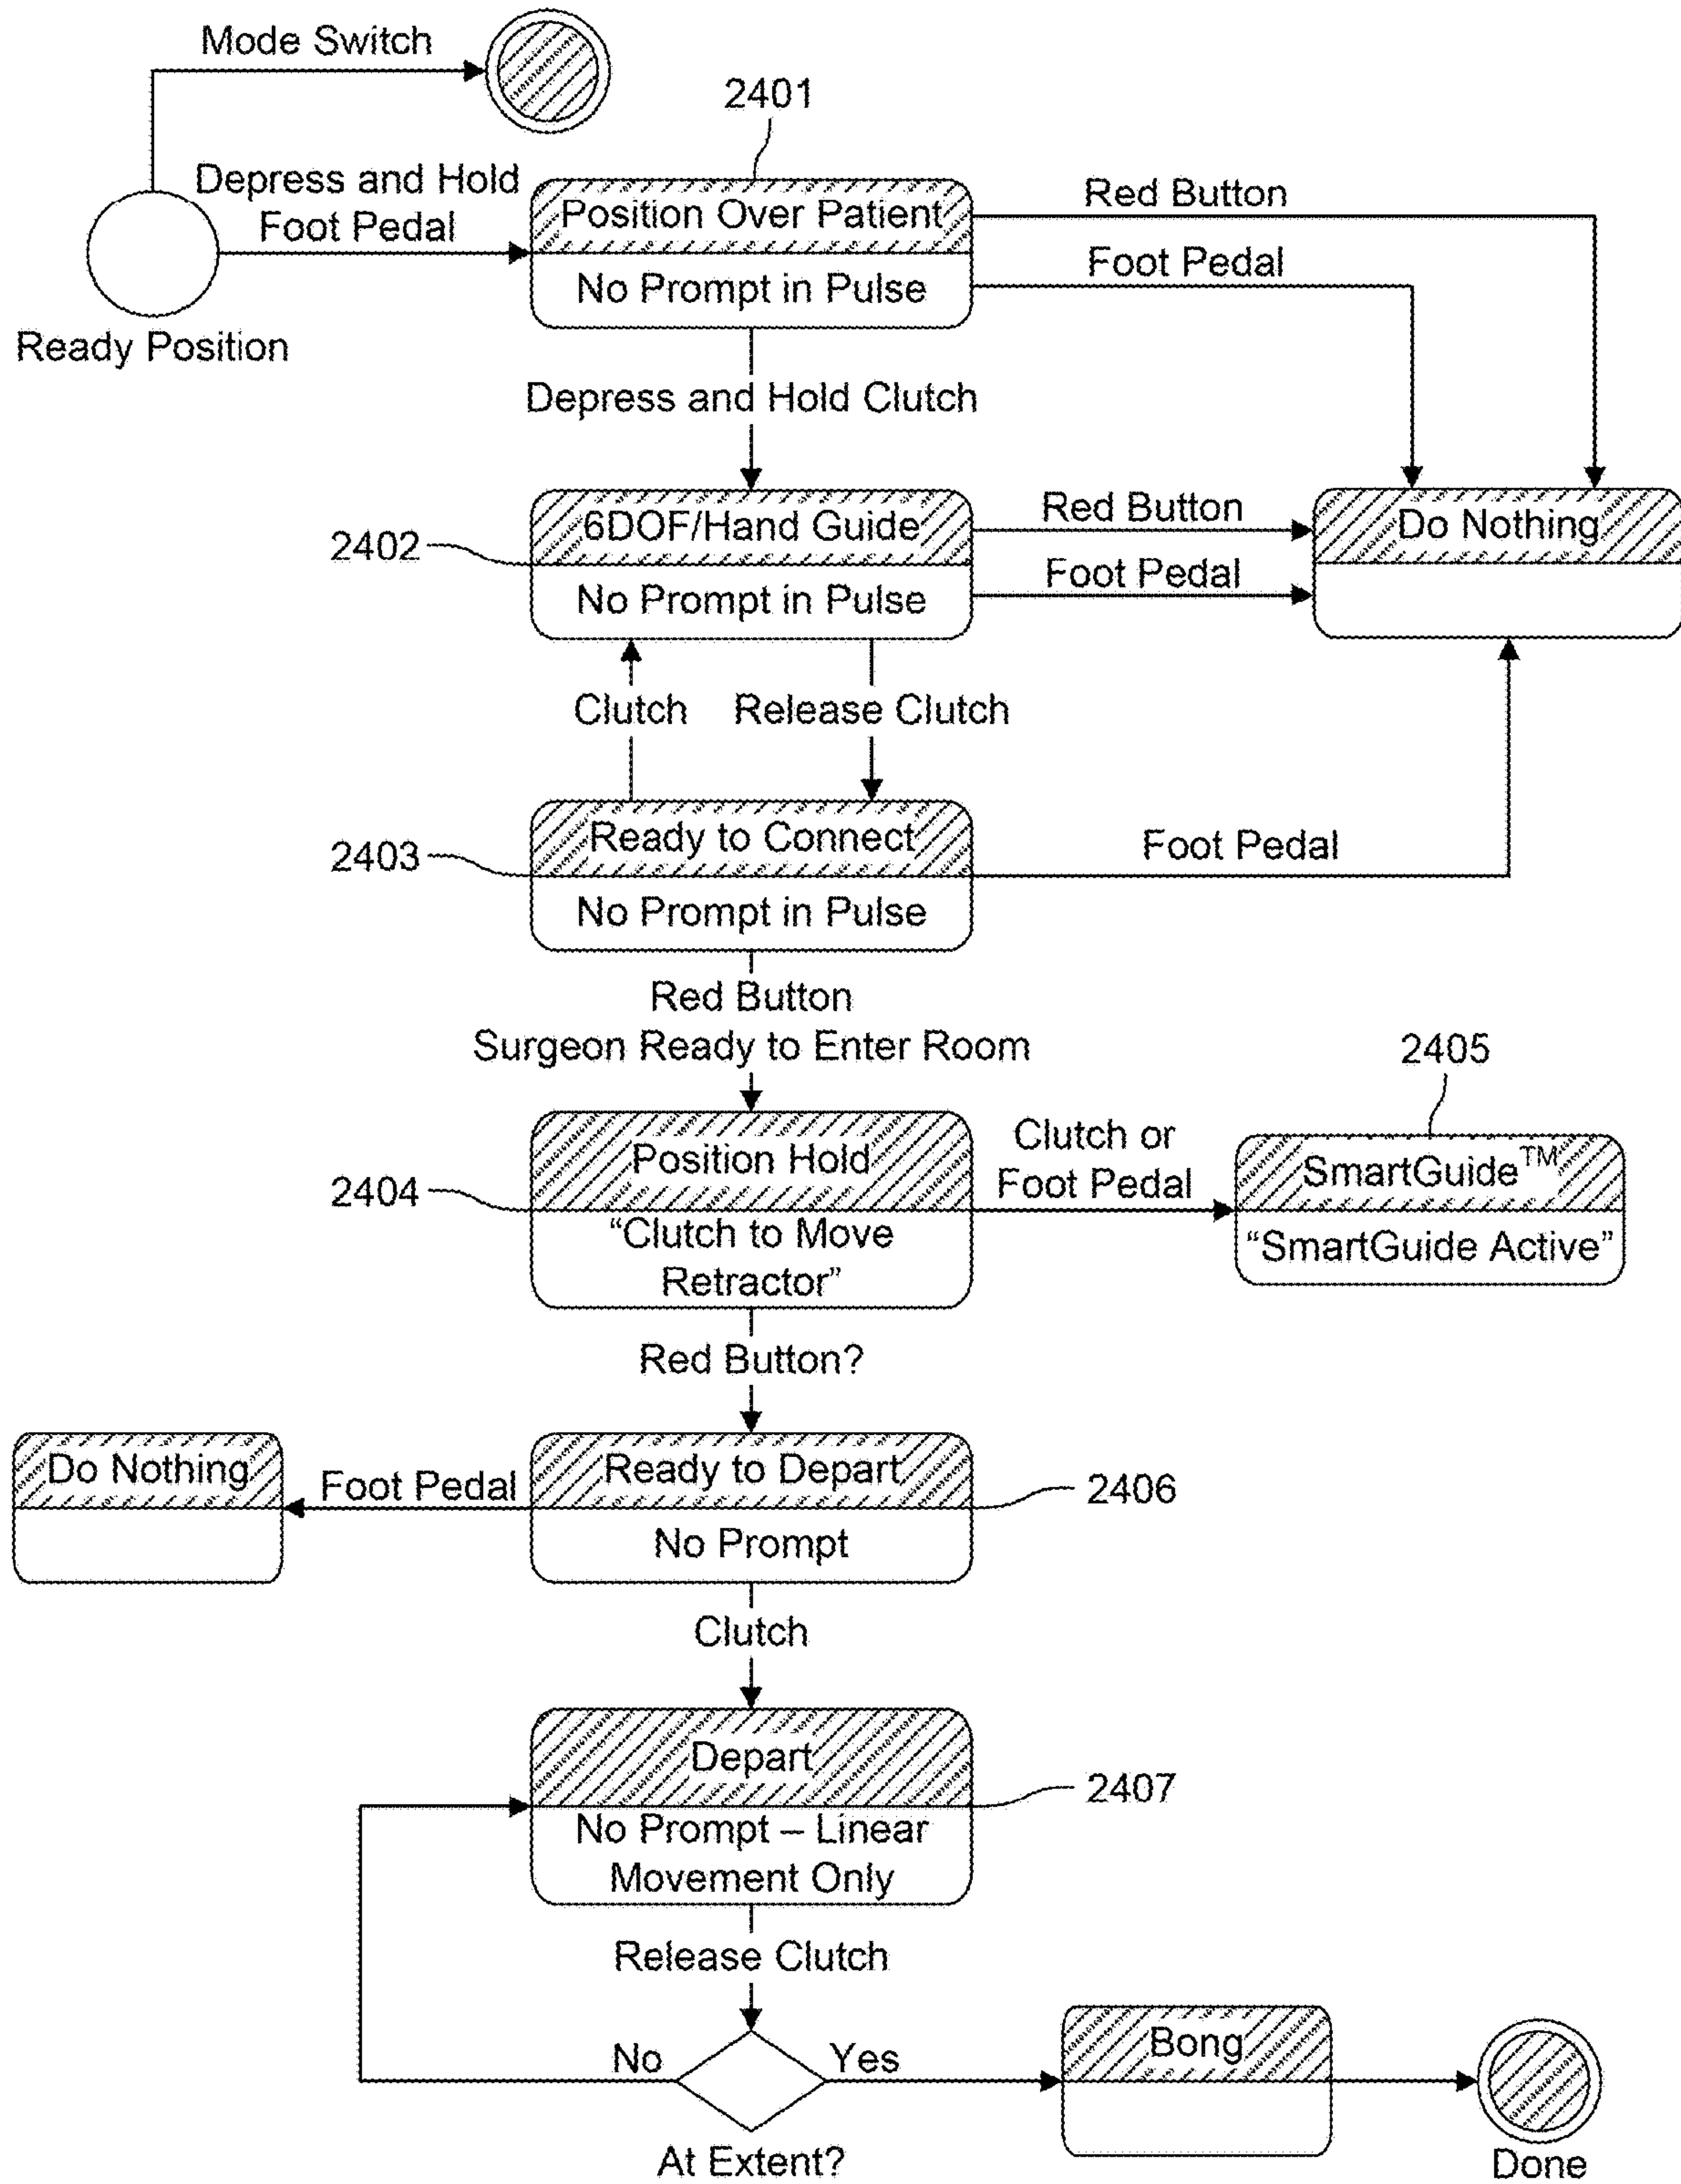 Mode Switch
2401
Depress and Hold
Foot Pedal
Position Over Patient
No Prompt in Pulse
Red Button
Foot Pedal
Ready Position
Depress and Hold Clutch
2402
6DOF/Hand Guide
No Prompt in Pulse
Red Button
Foot Pedal
Do Nothing
Clutch
Release Clutch
2403
Ready to Connect
No Prompt in Pulse
Foot Pedal
Red Button
Surgeon Ready to Enter Room
2404
Position Hold
“Clutch to Move
Retractor”
Clutch or
Foot Pedal
2405
SmartGuide™
“SmartGuide Active”
Red Button?
Do Nothing
Foot Pedal
Ready to Depart
No Prompt
2406
Clutch
Depart
No Prompt – Linear
Movement Only
2407
Release Clutch
No
Yes
At Extent?
Bong
Done